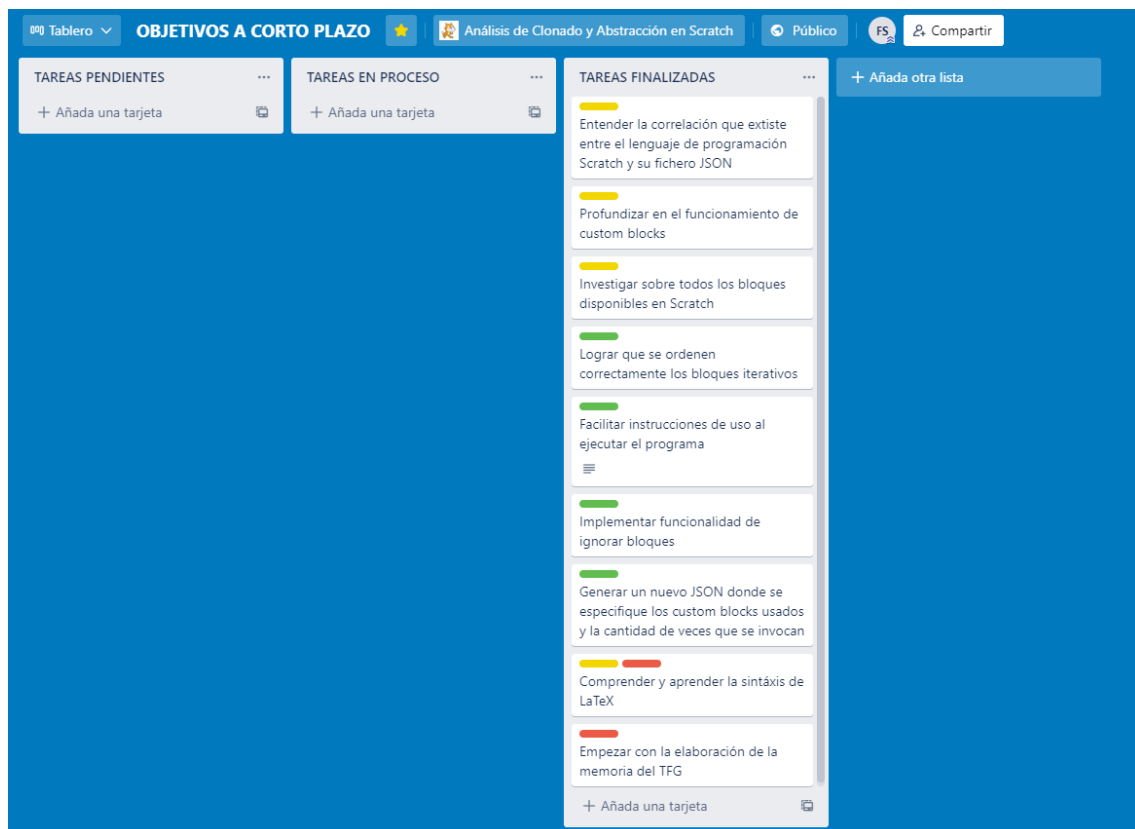 Tablero
OBJETIVOS A CORTO PLAZO
Análisis de Clonado y Abstracción en Scratch
Público
FS
Compartir
TAREAS PENDIENTES
+ Añada una tarjeta
TAREAS EN PROCESO
+ Añada una tarjeta
TAREAS FINALIZADAS
Entender la correlación que extiste
entre el lenguaje de programación
Scratch y su fichero JSON
Profundizar en el funcionamiento de
custom blocks
Investigar sobre todos los bloques
disponibles en Scratch
Lograr que se ordenen
correctamente los bloques iterativos
Facilitar instrucciones de uso al
ejecutar el programa
Implementar funcionalidad de
ignorar bloques
Generar un nuevo JSON donde se
especifique los custom blocks usados
y la cantidad de veces que se invocan
Comprender y aprender la sintáxis de
LaTeX
Empezar con la elaboración de la
memoria del TFG
+ Añada una tarjeta
+ Añada otra lista